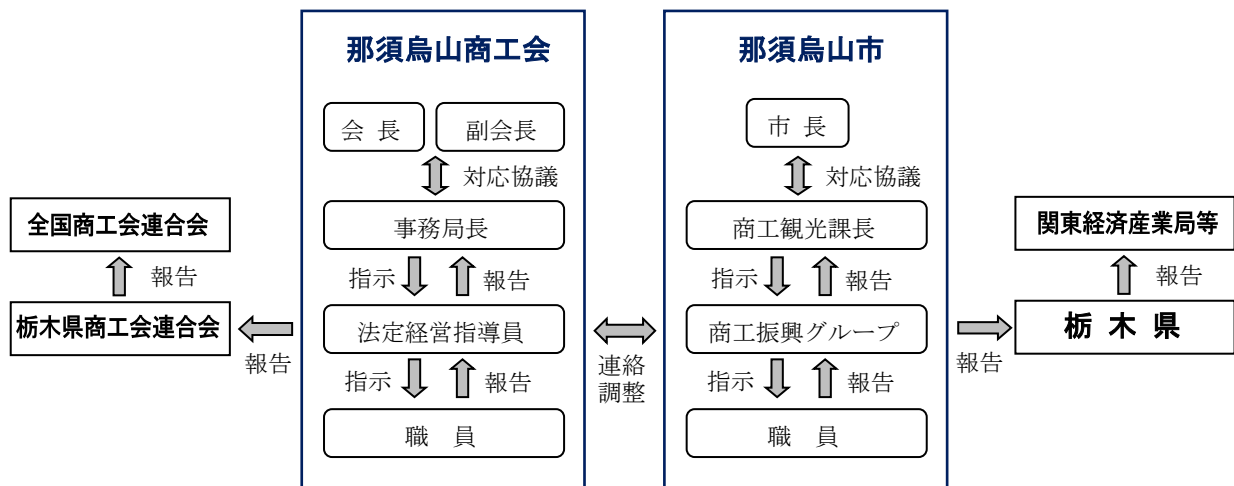 那須烏山商工会
会 長
副会長
対応協議
事務局長
指示
報告
法定経営指導員
指示
報告
職 員
全国商工会連合会
報告
栃木県商工会連合会
報告
連絡
調整
那須烏山市
市 長
対応協議
商工観光課長
指示
報告
商工振興グループ
指示
報告
職 員
関東経済産業局等
報告
栃 木 県
報告